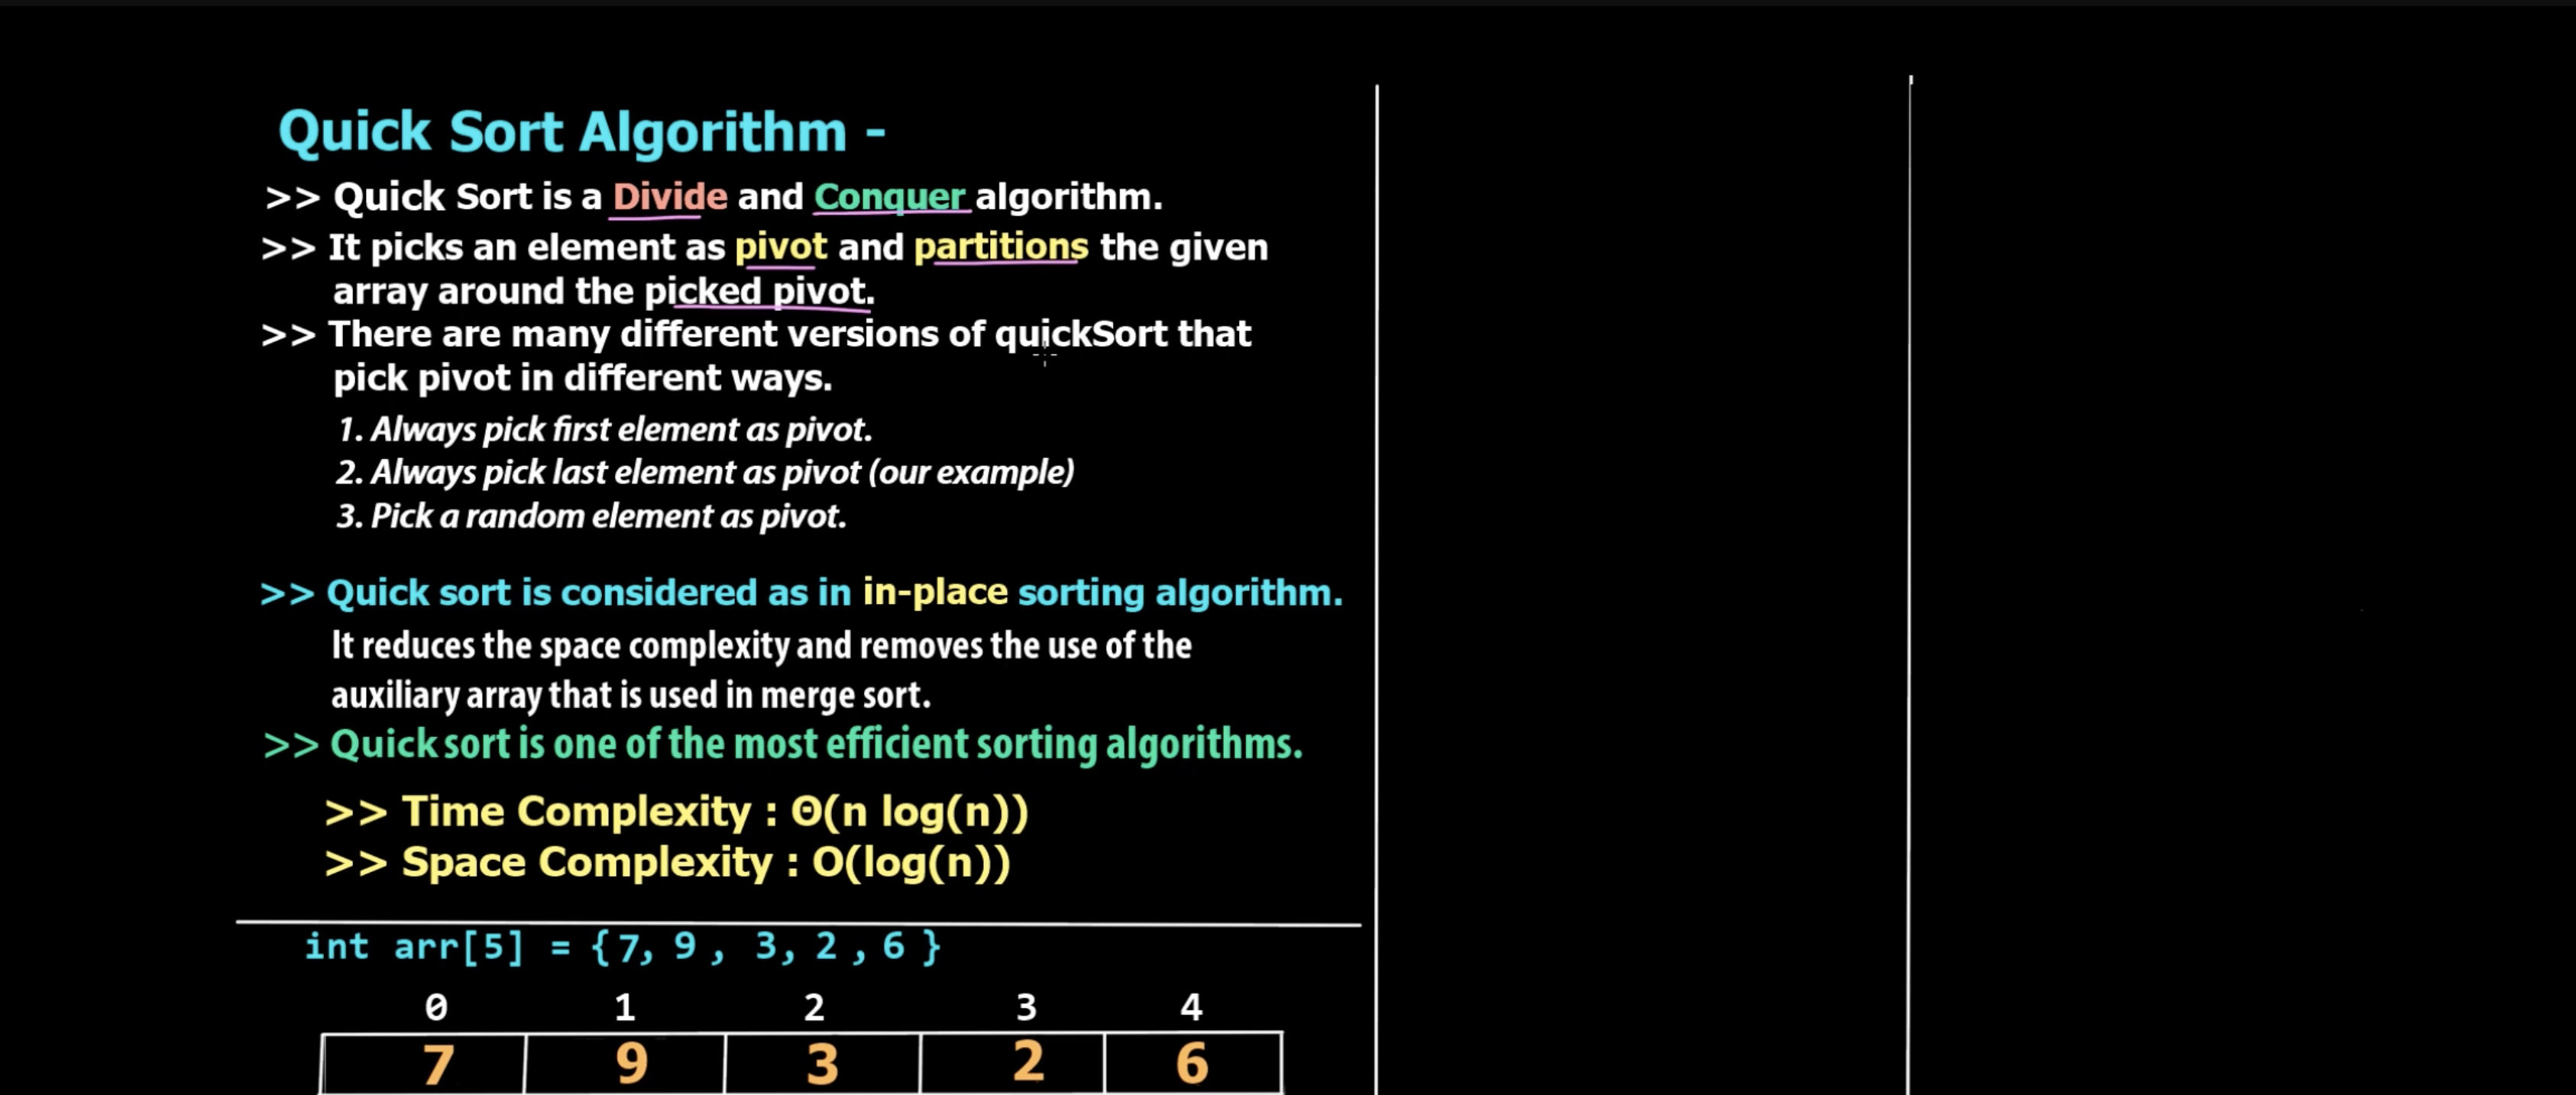 Quick Sort Algorithm -
>> Quick Sort is a Divide and Conquer algorithm.
>> It picks an element as pivot and partitions the given
array around the picked pivot.
>> There are many different versions of quickSort that
pick pivot in different ways.
1. Always pick first element as pivot.
2. Always pick last element as pivot (our example)
3. Pick a random element as pivot.
>> Quick sort is considered as in in-place sorting algorithm.
It reduces the space complexity and removes the use of the
auxiliary array that is used in merge sort.
>> Quick sort is one of the most efficient sorting algorithms.
>> Time Complexity : Θ(n log(n))
>> Space Complexity : O(log(n))
int arr[5] = { 7, 9 , 3, 2 , 6 }
0 1 2 3 4
7 9 3 2 6